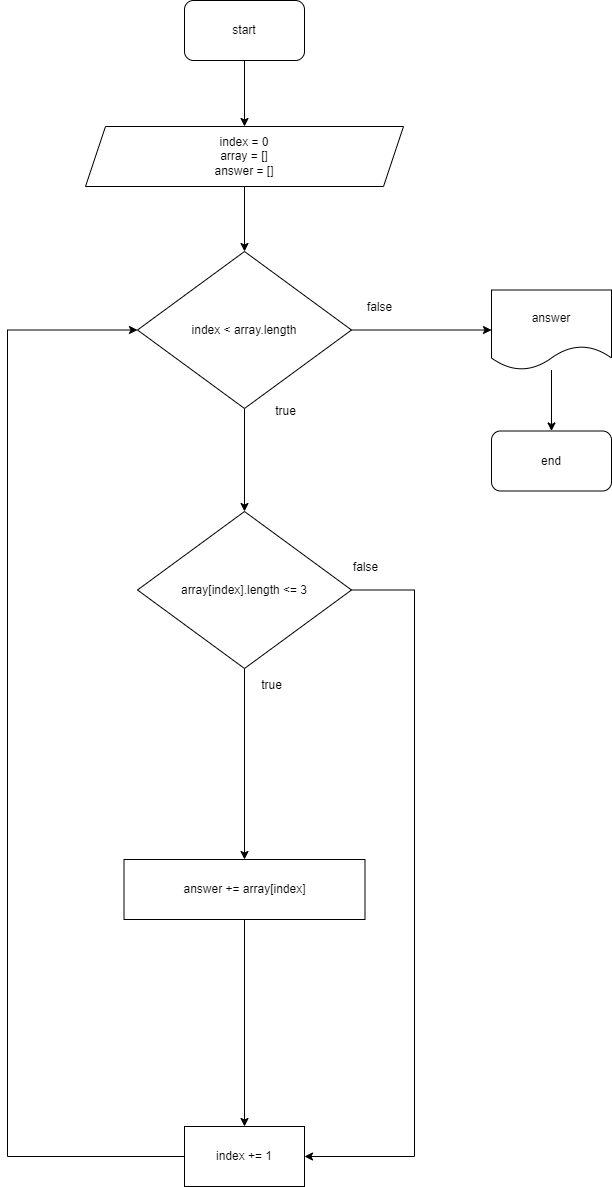 start
index = 0
array = []
answer = []
index < array.length
false
answer
true
end
array[index].length <= 3
false
true
answer += array[index]
index += 1